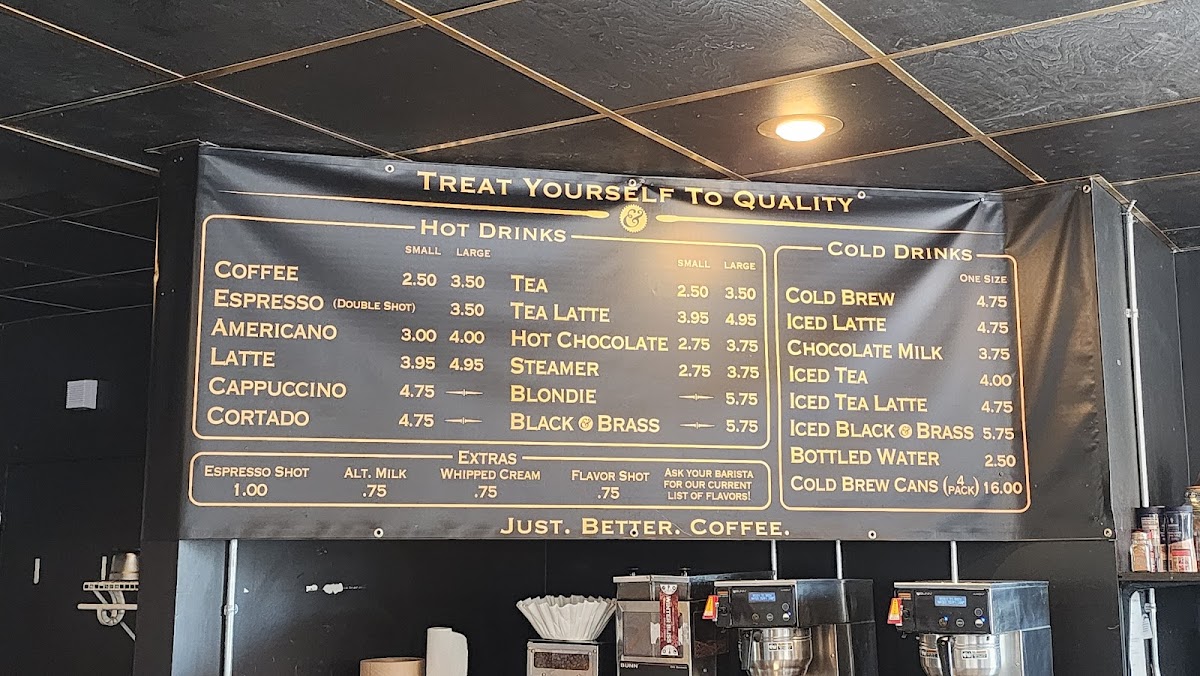 Treat Yourself To Quality
&
Hot Drinks
Small Large
Coffee 2.50 3.50
Espresso (Double Shot) 3.50
Americano 3.00 4.00
Latte 3.95 4.95
Cappuccino 4.75
Cortado 4.75
Small Large
Tea 2.50 3.50
Tea Latte 3.95 4.95
Hot Chocolate 2.75 3.75
Steamer 2.75 3.75
Blondie 5.75
Black & Brass 5.75
Cold Drinks
One Size
Cold Brew 4.75
Iced Latte 4.75
Chocolate Milk 3.75
Iced Tea 4.00
Iced Tea Latte 4.75
Iced Black & Brass 5.75
Bottled Water 2.50
Cold Brew Cans (4 Pack) 16.00
Extras
Espresso Shot 1.00
Alt. Milk .75
Whipped Cream .75
Flavor Shot .75
Ask your barista
for our current
list of flavors!
Just. Better. Coffee.
BUNN